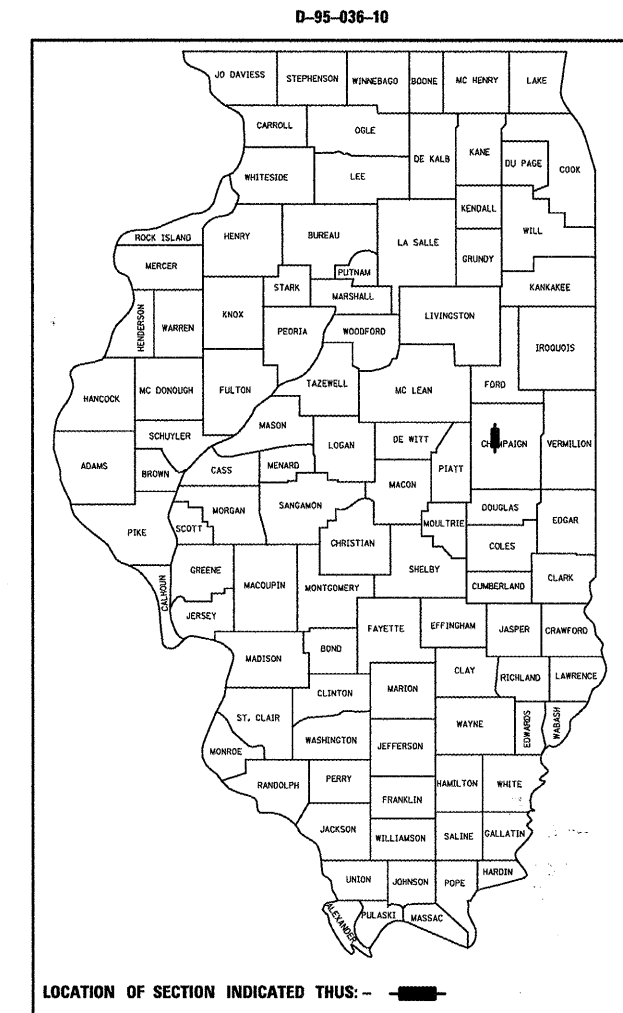 D-95-036-10
JO DAVIESS
STEPHENSON
WINNEBAGO
BOONE
MC HENRY
LAKE
CARROLL
OGLE
DE KALB
KANE
DU PAGE
COOK
WHITESIDE
LEE
KENDALL
WILL
ROCK ISLAND
HENRY
BUREAU
LA SALLE
GRUNDY
MERCER
PUTNAM
KANKAKEE
STARK
MARSHALL
HENDERSON
WARREN
KNOX
PEORIA
WOODFORD
LIVINGSTON
IROQUOIS
HANCOCK
MC DONOUGH
FULTON
TAZEWELL
MC LEAN
FORD
MASON
SCHUYLER
LOGAN
DE WITT
CHAMPAIGN
VERMILION
ADAMS
BROWN
CASS
MENARD
MACON
PIATT
PIKE
SCOTT
MORGAN
SANGAMON
MOULTRIE
DOUGLAS
EDGAR
CHRISTIAN
COLES
CALHOUN
GREENE
MACOUPIN
MONTGOMERY
SHELBY
CUMBERLAND
CLARK
JERSEY
FAYETTE
EFFINGHAM
JASPER
CRAWFORD
MADISON
BOND
CLAY
RICHLAND
LAWRENCE
CLINTON
MARION
ST. CLAIR
WAYNE
EDWARDS
WABASH
MONROE
WASHINGTON
JEFFERSON
RANDOLPH
PERRY
HAMILTON
WHITE
FRANKLIN
JACKSON
WILLIAMSON
SALINE
GALLATIN
UNION
JOHNSON
POPE
HARDIN
ALEXANDER
PULASKI
MASSAC
LOCATION OF SECTION INDICATED THUS: -